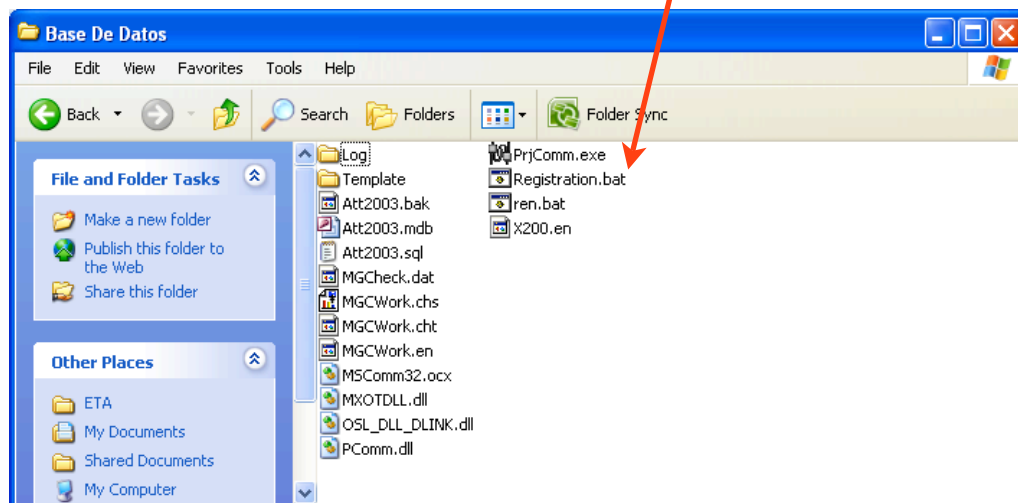 Base De Datos
File Edit View Favorites Tools Help
Back Search Folders Folder Sync
File and Folder Tasks
Make a new folder
Publish this folder to
the Web
Share this folder
Other Places
ETA
My Documents
Shared Documents
My Computer
Log
Template
Att2003.bak
Att2003.mdb
Att2003.sql
MGCheck.dat
MGCWork.chs
MGCWork.cht
MGCWork.en
MSComm32.ocx
MXOTDLL.dll
OSL_DLL_DLINK.dll
PComm.dll
PrjComm.exe
Registration.bat
ren.bat
X200.en